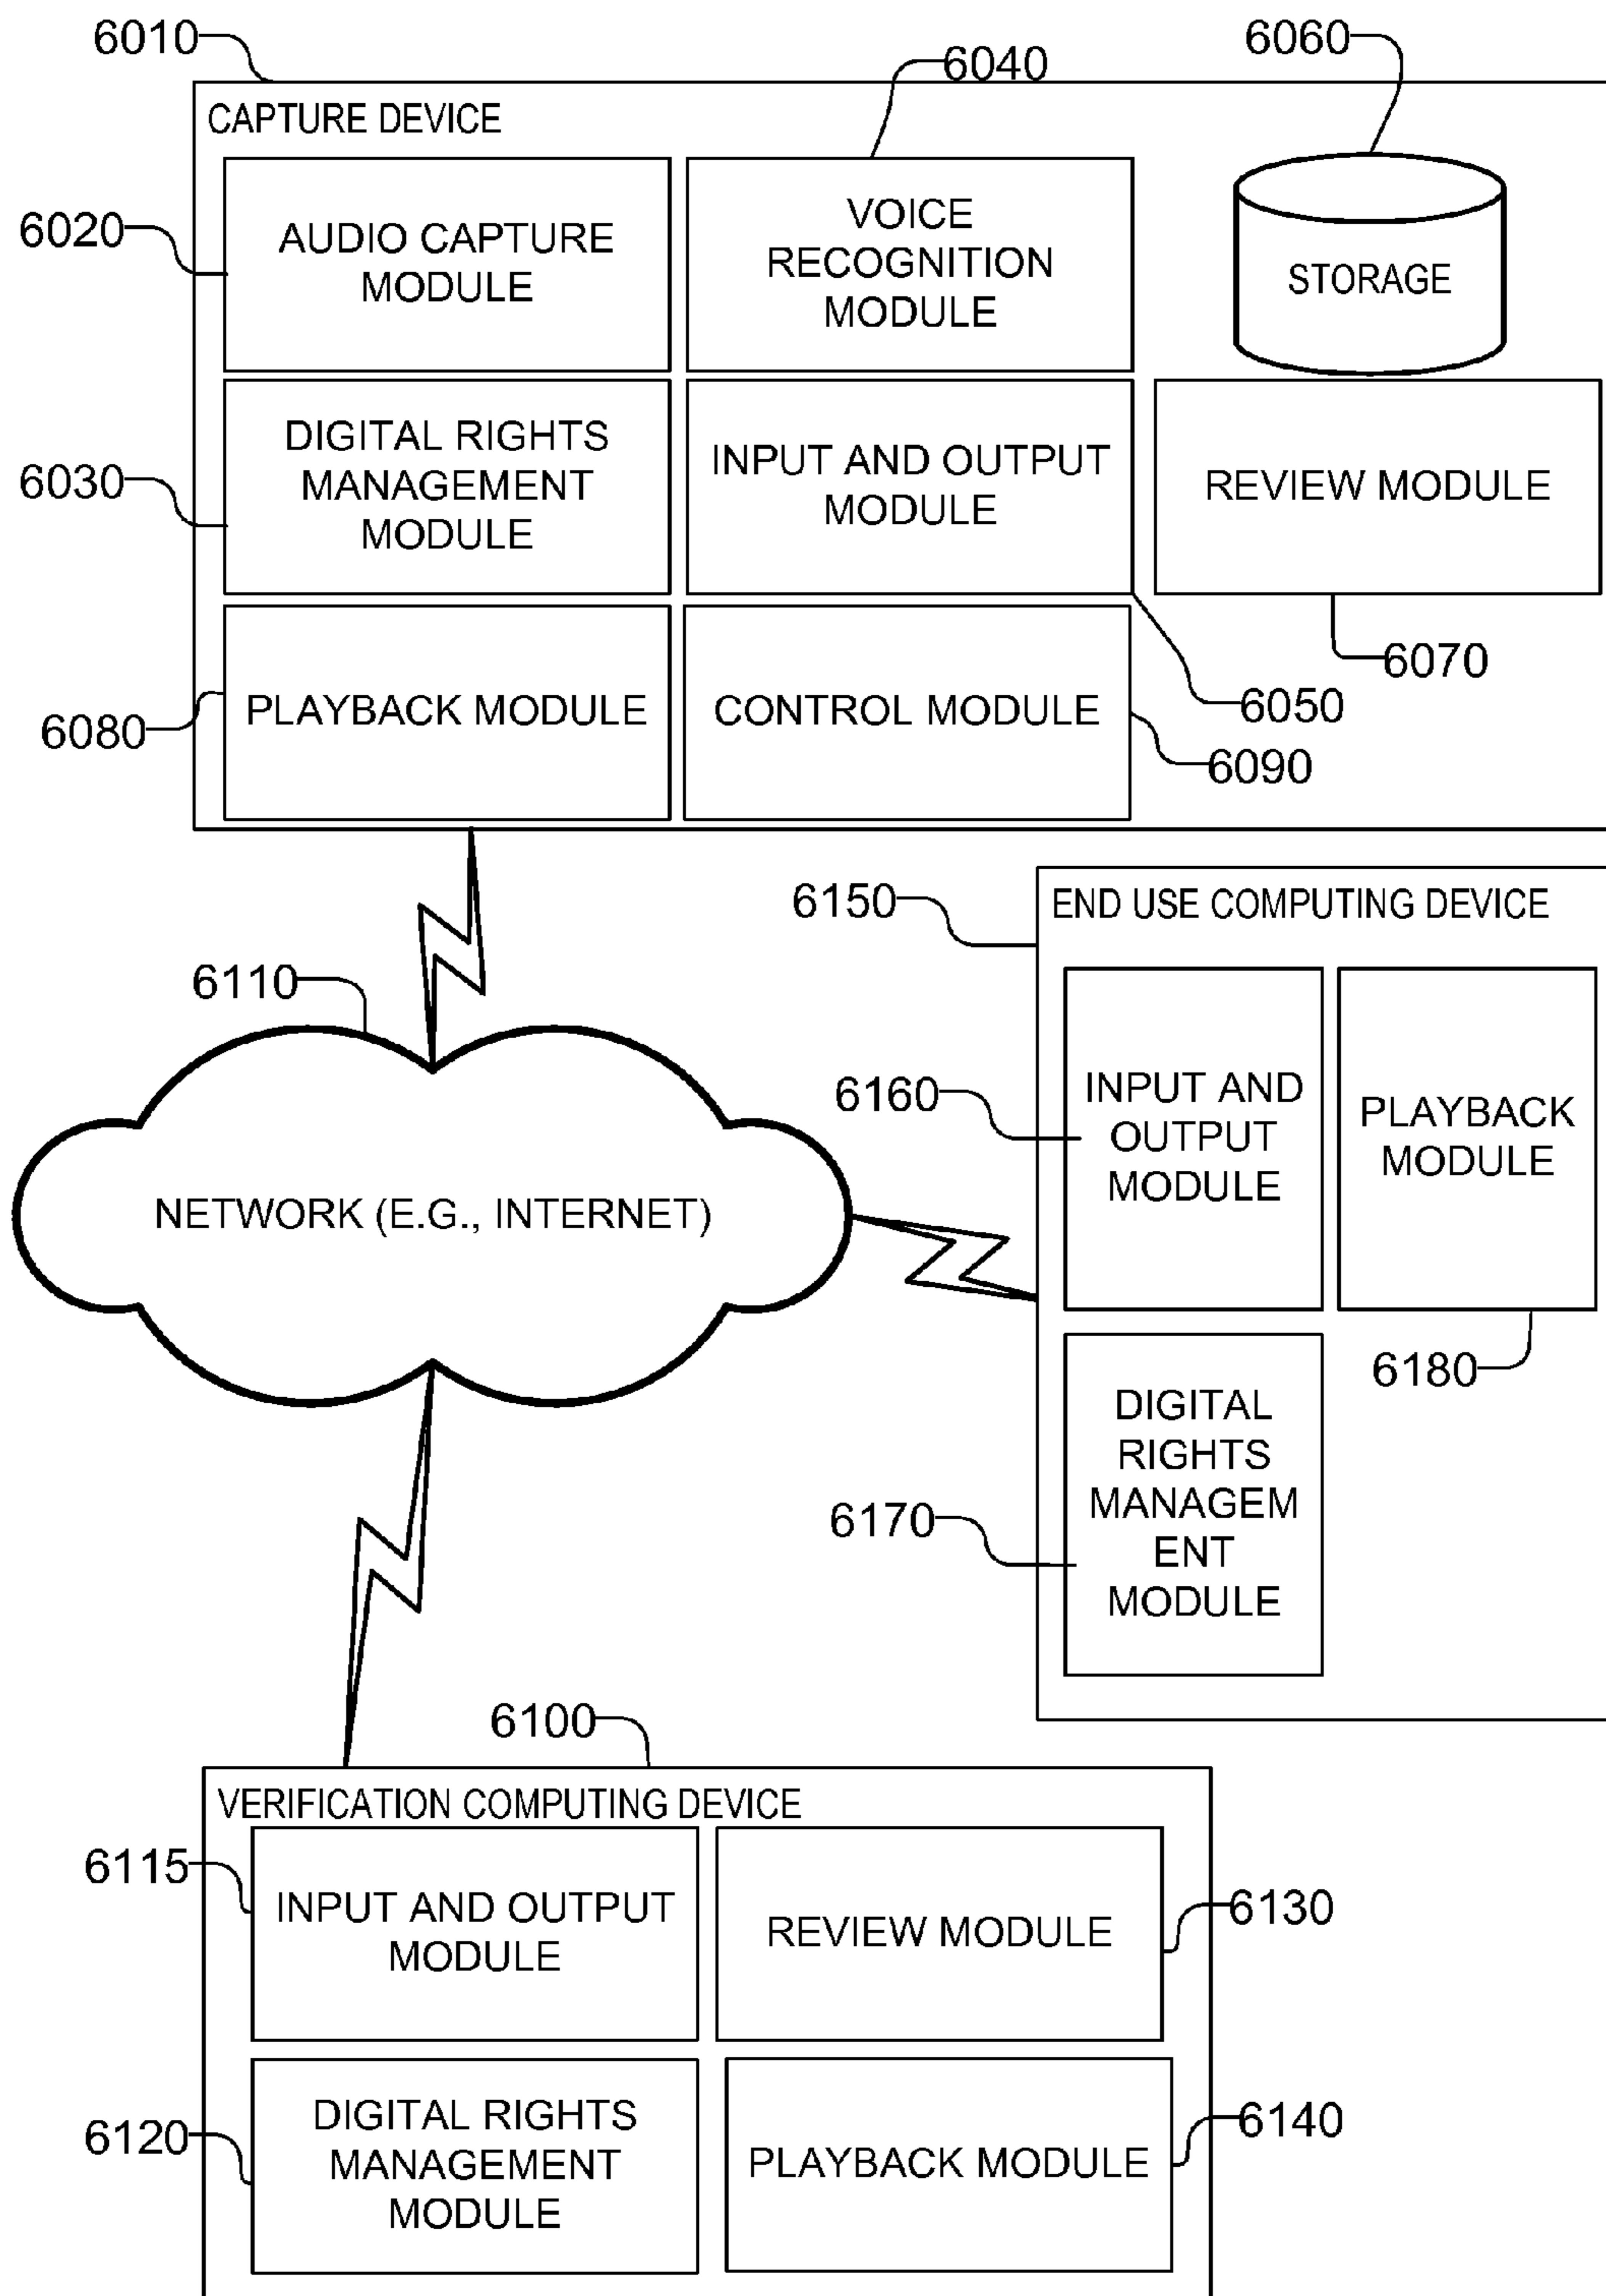 6010
6040
6060
CAPTURE DEVICE
6020
AUDIO CAPTURE
MODULE
VOICE
RECOGNITION
MODULE
STORAGE
6030
DIGITAL RIGHTS
MANAGEMENT
MODULE
INPUT AND OUTPUT
MODULE
REVIEW MODULE
6070
6080
PLAYBACK MODULE
CONTROL MODULE
6050
6090
6150
END USE COMPUTING DEVICE
6110
6160
INPUT AND
OUTPUT
MODULE
PLAYBACK
MODULE
NETWORK (E.G., INTERNET)
6180
6170
DIGITAL
RIGHTS
MANAGEM
ENT
MODULE
6100
VERIFICATION COMPUTING DEVICE
6115
INPUT AND OUTPUT
MODULE
REVIEW MODULE
6130
6120
DIGITAL RIGHTS
MANAGEMENT
MODULE
PLAYBACK MODULE
6140